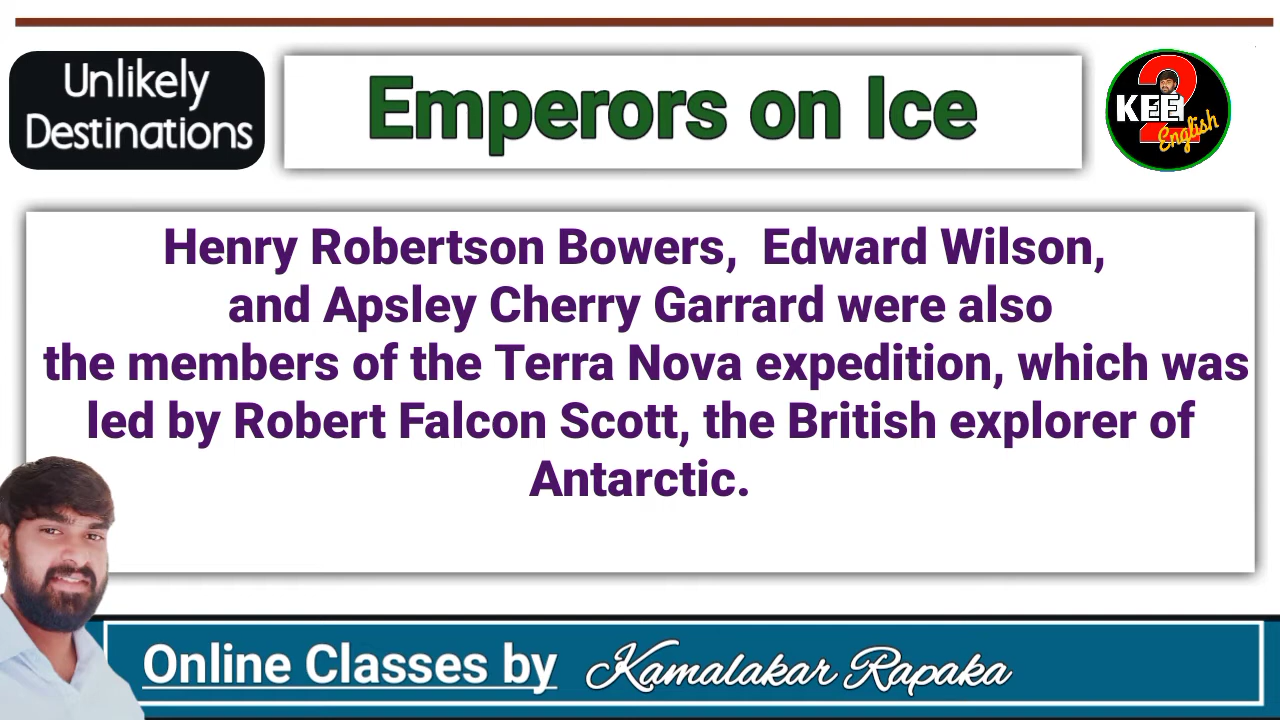 Unlikely
Destinations
Emperors on Ice
KEE
2
English
Henry Robertson Bowers,  Edward Wilson,
and Apsley Cherry Garrard were also
the members of the Terra Nova expedition, which was
led by Robert Falcon Scott, the British explorer of
Antarctic.
Online Classes by Kamalakar Rapaka